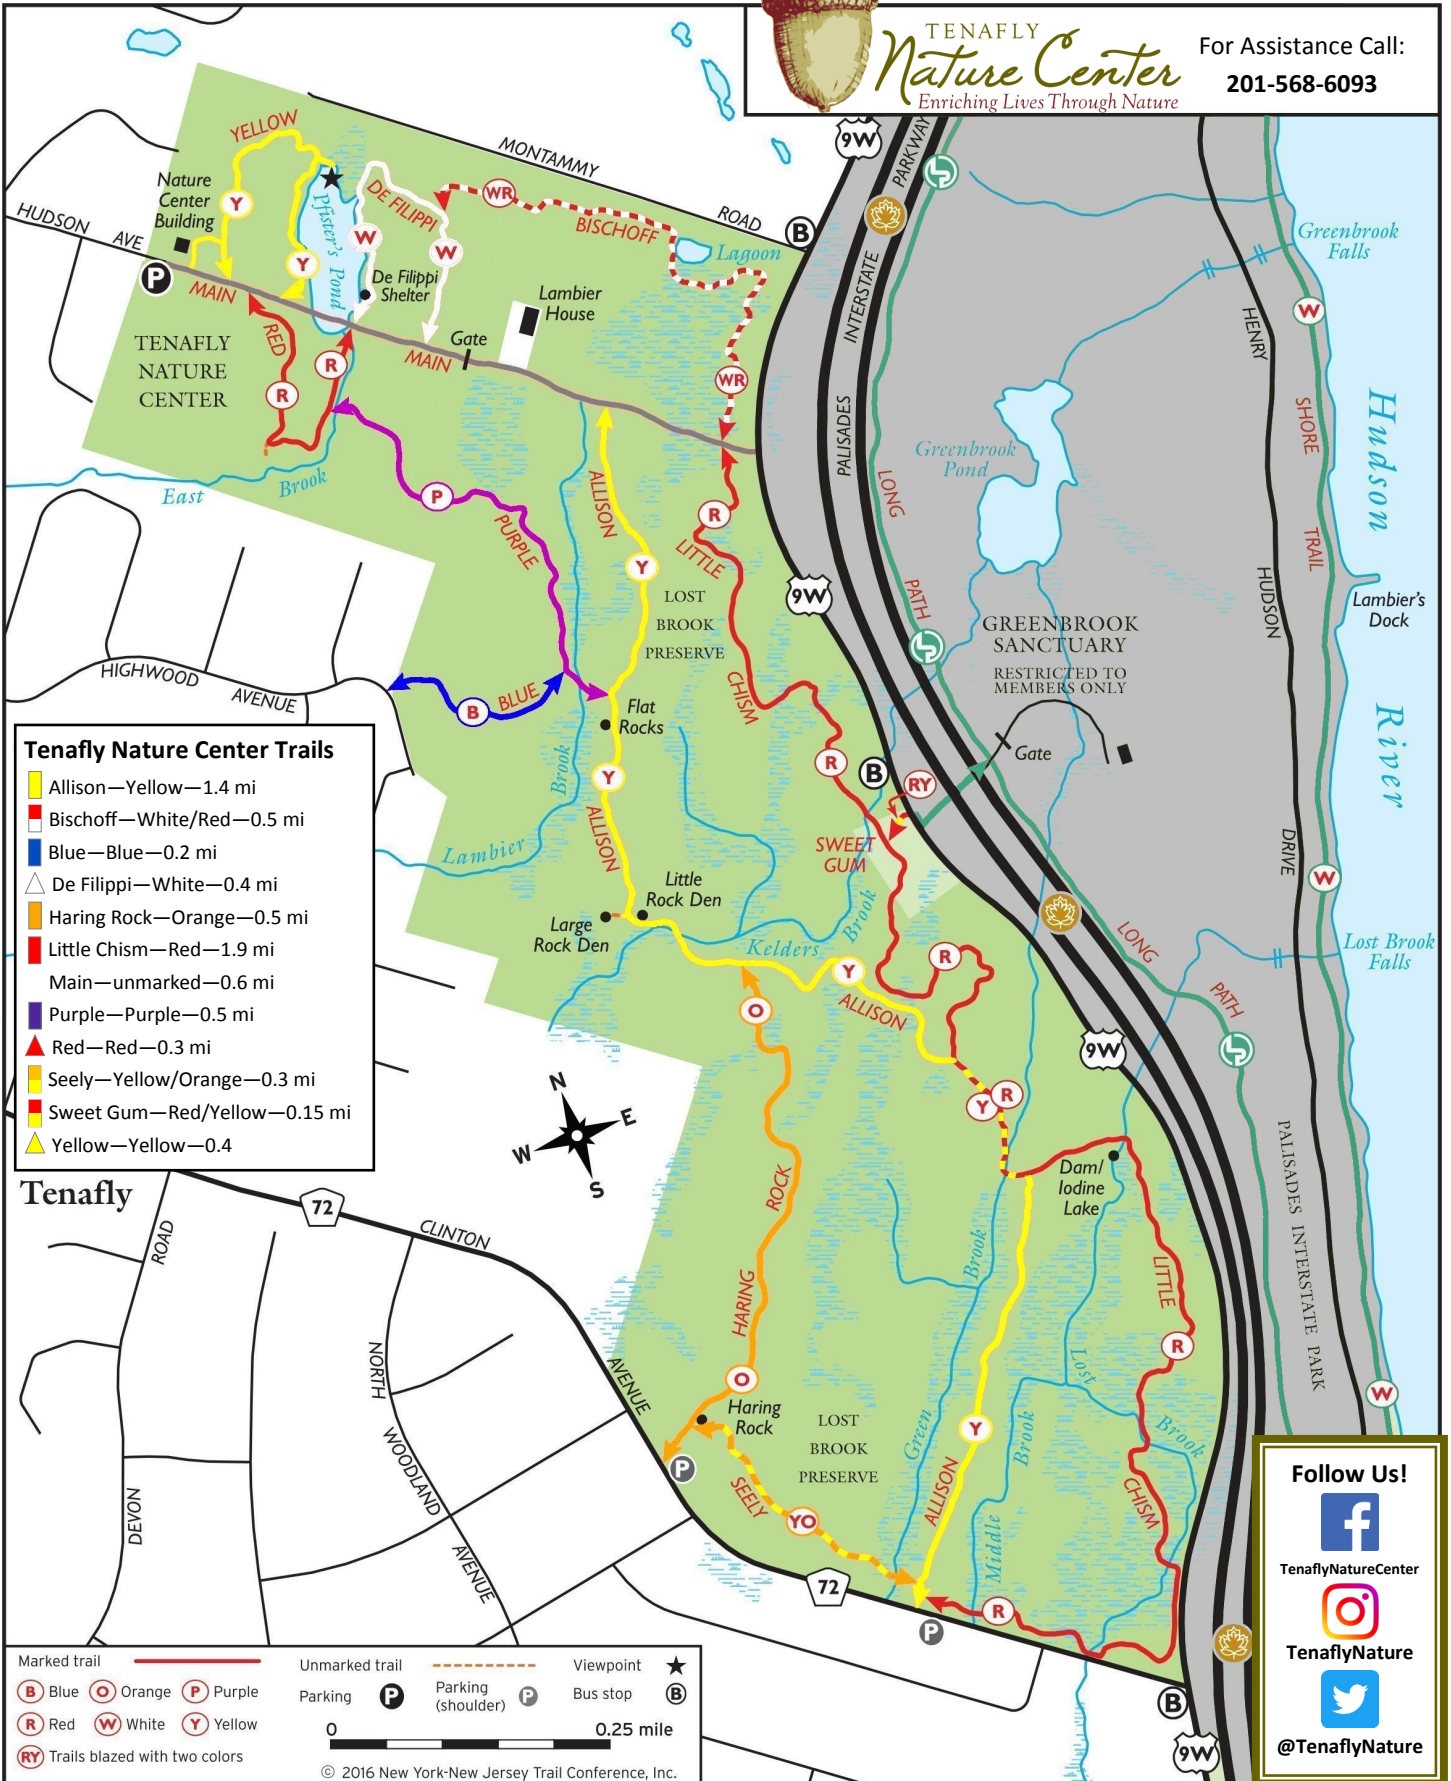 TENAFLY
Nature Center
Enriching Lives Through Nature
For Assistance Call:
201-568-6093
YELLOW
Nature
Center
Building
Y
HUDSON AVE
P
MAIN
Pfister's Pond
Y
DE FILIPPI
W
W
De Filippi
Shelter
MONTAMMY ROAD
B
WR
BISCHOFF
Lagoon
Lambier
House
Gate
MAIN
WR
RED
R
R
TENAFLY
NATURE
CENTER
East Brook
P
PURPLE
ALLISON
Y
R
LITTLE
CHISM
LOST
BROOK
PRESERVE
HIGHWOOD AVENUE
B
BLUE
Flat
Rocks
Y
ALLISON
Lambier Brook
R
B
RY
SWEET
GUM
Little
Rock Den
Large
Rock Den
Kelders Brook
Y
ALLISON
R
O
Y
R
Dam/
Iodine
Lake
ROCK
HARING
O
Haring
Rock
P
SEELY
YO
LOST
BROOK
PRESERVE
Green Brook
Y
ALLISON
Middle Brook
Lost Brook
LITTLE
R
CHISM
R
P
B
9W
9W
9W
9W
PALISADES INTERSTATE PARKWAY
LONG PATH
LONG PATH
Greenbrook
Falls
W
HENRY HUDSON DRIVE
SHORE TRAIL
Greenbrook
Pond
Hudson River
Lambier's
Dock
GREENBROOK
SANCTUARY
RESTRICTED TO
MEMBERS ONLY
Gate
W
Lost Brook
Falls
PALISADES INTERSTATE PARK
W
N
E
S
W
Tenafly Nature Center Trails
Allison—Yellow—1.4 mi
Bischoff—White/Red—0.5 mi
Blue—Blue—0.2 mi
De Filippi—White—0.4 mi
Haring Rock—Orange—0.5 mi
Little Chism—Red—1.9 mi
Main—unmarked—0.6 mi
Purple—Purple—0.5 mi
Red—Red—0.3 mi
Seely—Yellow/Orange—0.3 mi
Sweet Gum—Red/Yellow—0.15 mi
Yellow—Yellow—0.4
Tenafly
72
CLINTON AVENUE
72
DEVON ROAD
NORTH WOODLAND AVENUE
Marked trail
Unmarked trail
Viewpoint
B Blue O Orange P Purple
Parking P
Parking
(shoulder) P
Bus stop B
R Red W White Y Yellow
RY Trails blazed with two colors
0 0.25 mile
© 2016 New York-New Jersey Trail Conference, Inc.
Follow Us!
TenaflyNatureCenter
TenaflyNature
@TenaflyNature